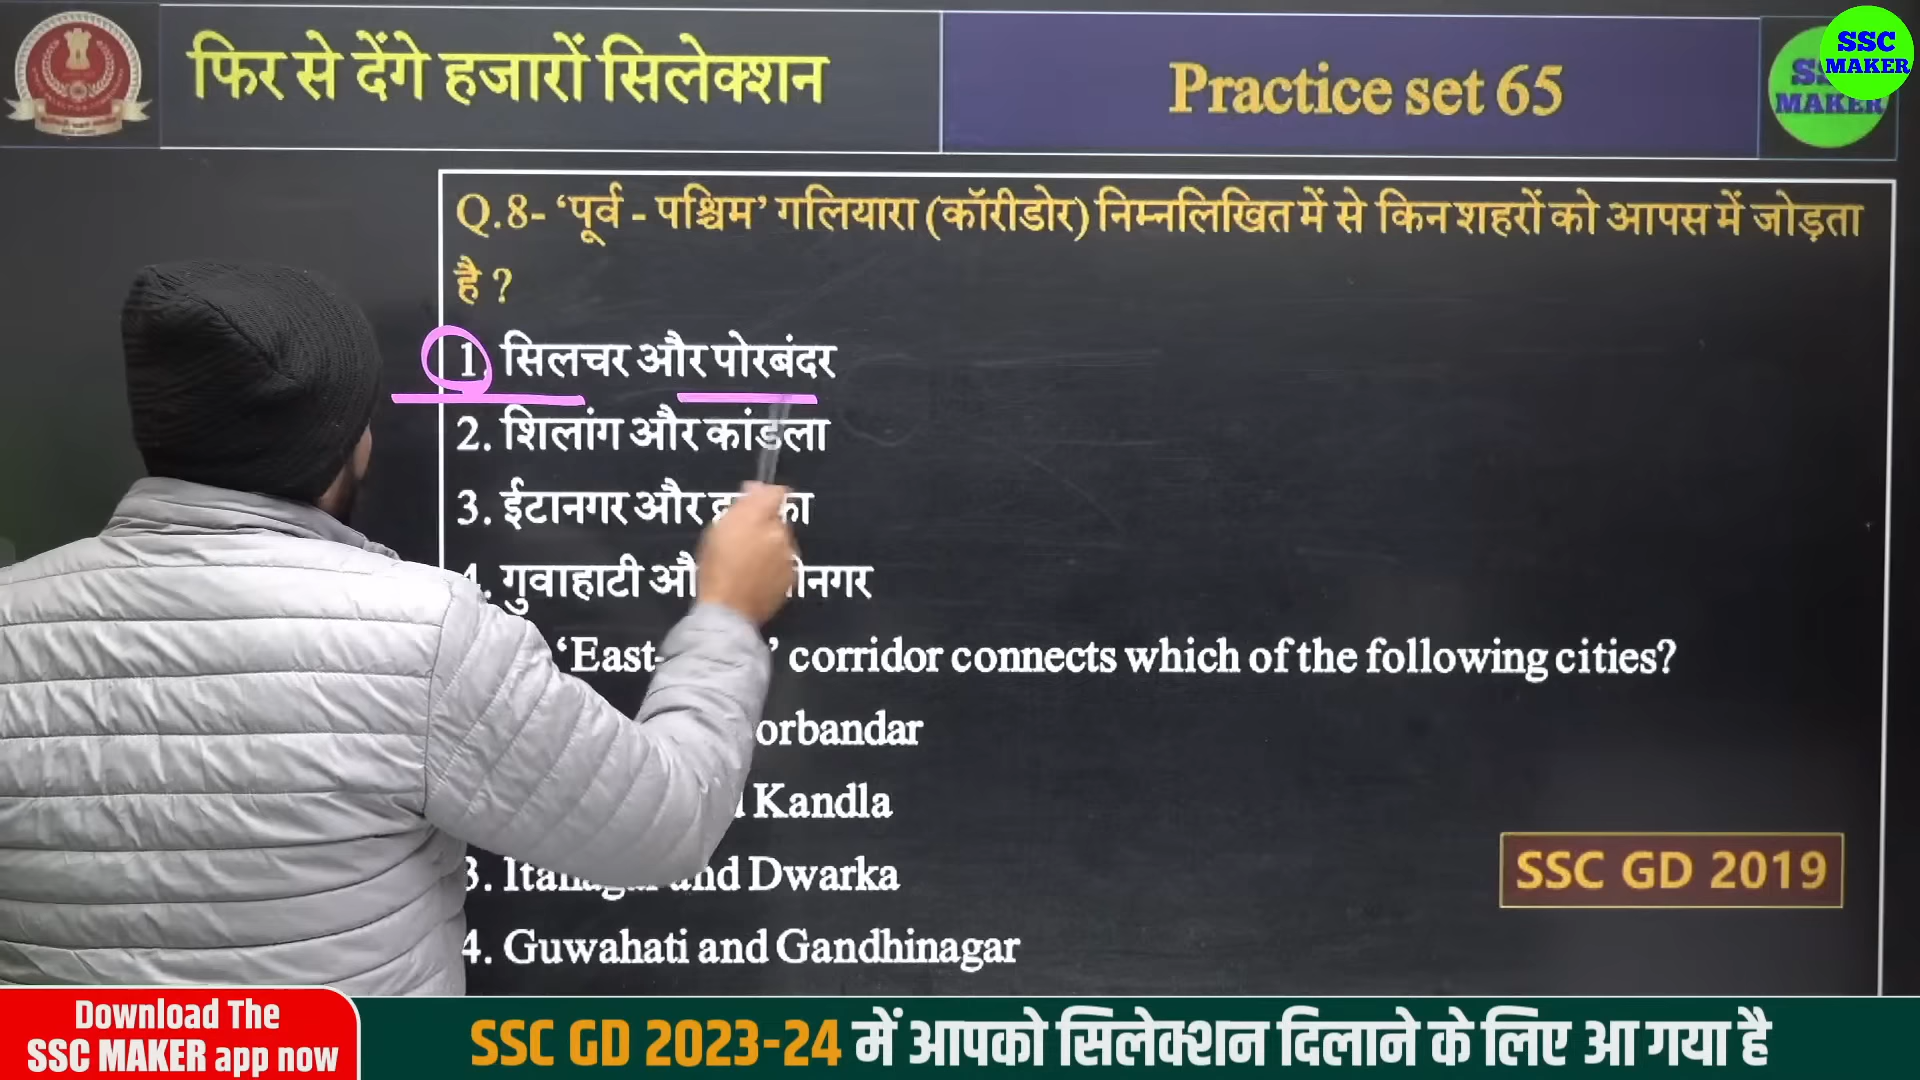 फिर से देंगे हजारों सिलेक्शन
Practice set 65
SSC
MAKER
MAKER
Q.8- ‘पूर्व - पश्चिम’ गलियारा (कॉरीडोर) निम्नलिखित में से किन शहरों को आपस में जोड़ता
है ?
1. सिलचर और पोरबंदर
2. शिलांग और कांडला
3. ईटानगर और
4. गुवाहाटी
‘East- ’ corridor connects which of the following cities?
orbandar
Kandla
3. and Dwarka
4. Guwahati and Gandhinagar
SSC GD 2019
Download The
SSC MAKER app now
SSC GD 2023-24 में आपको सिलेक्शन दिलाने के लिए आ गया है